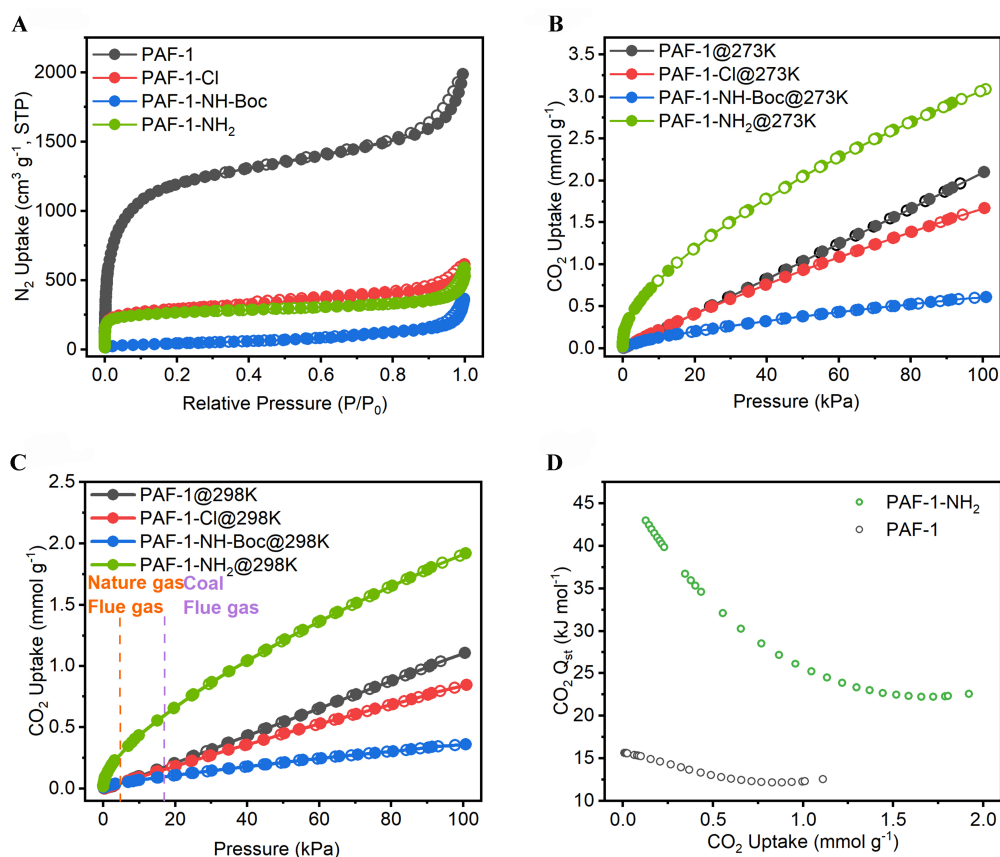 A
PAF-1
PAF-1-Cl
PAF-1-NH-Boc
PAF-1-NH₂
N₂ Uptake (cm³ g⁻¹, STP)
2000
1500
1000
500
0
0.0 0.2 0.4 0.6 0.8 1.0
Relative Pressure (P/P₀)
B
PAF-1@273K
PAF-1-Cl@273K
PAF-1-NH-Boc@273K
PAF-1-NH₂@273K
CO₂ Uptake (mmol g⁻¹)
3.5
3.0
2.5
2.0
1.5
1.0
0.5
0.0
0 20 40 60 80 100
Pressure (kPa)
C
PAF-1@298K
PAF-1-Cl@298K
PAF-1-NH-Boc@298K
PAF-1-NH₂@298K
Nature gas
Flue gas
Coal
Flue gas
CO₂ Uptake (mmol g⁻¹)
2.5
2.0
1.5
1.0
0.5
0.0
0 20 40 60 80 100
Pressure (kPa)
D
PAF-1-NH₂
PAF-1
CO₂ Qst (kJ mol⁻¹)
45
40
35
30
25
20
15
10
0.0 0.5 1.0 1.5 2.0
CO₂ Uptake (mmol g⁻¹)